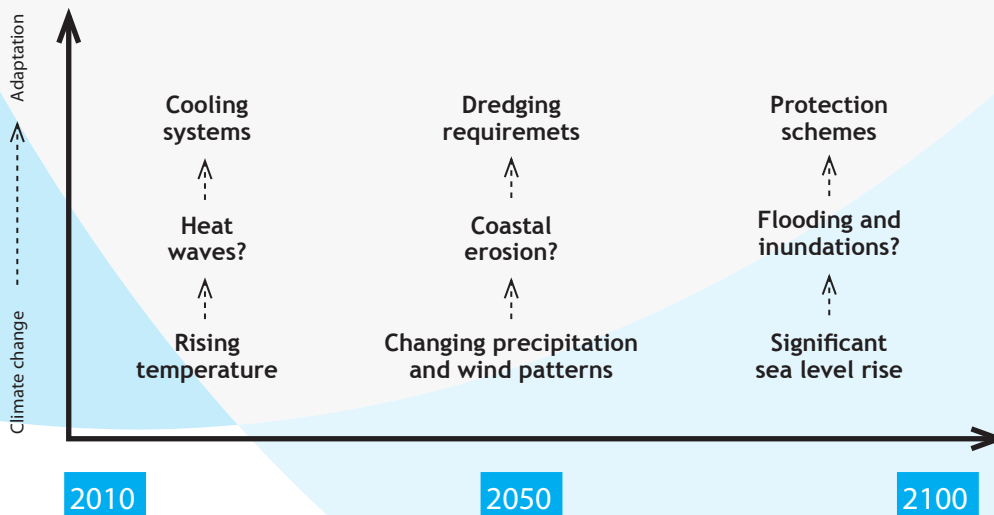 Adaptation
Climate change
Cooling
systems
Dredging
requiremets
Protection
schemes
Heat
waves?
Coastal
erosion?
Flooding and
inundations?
Rising
temperature
Changing precipitation
and wind patterns
Significant
sea level rise
2010
2050
2100